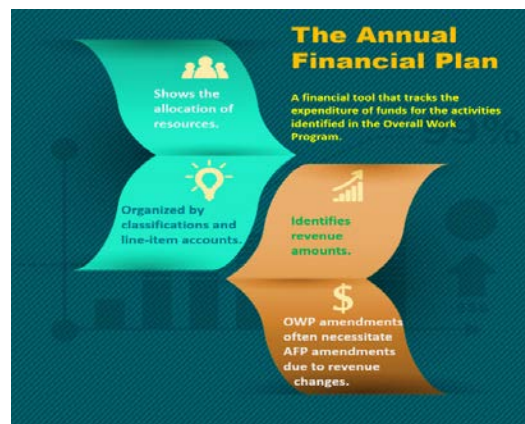 The Annual
Financial Plan
A financial tool that tracks the
expenditure of funds for the activities
identified in the Overall Work
Program.
Shows the
allocation of
resources.
Organized by
classifications and
line-item accounts.
Identifies
revenue
amounts.
$
OWP amendments
often necessitate
AFP amendments
due to revenue
changes.